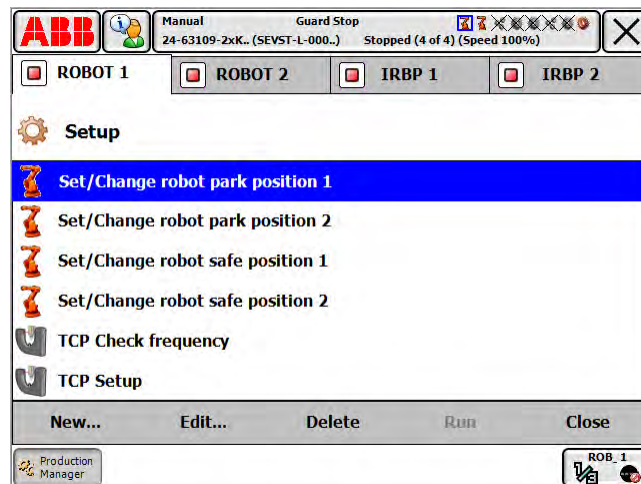 ABB
Manual Guard Stop
24-63109-2xK.. (SEVST-L-000..) Stopped (4 of 4) (Speed 100%)
ROBOT 1 ROBOT 2 IRBP 1 IRBP 2
Setup
Set/Change robot park position 1
Set/Change robot park position 2
Set/Change robot safe position 1
Set/Change robot safe position 2
TCP Check frequency
TCP Setup
New... Edit... Delete Run Close
Production
Manager
ROB_1